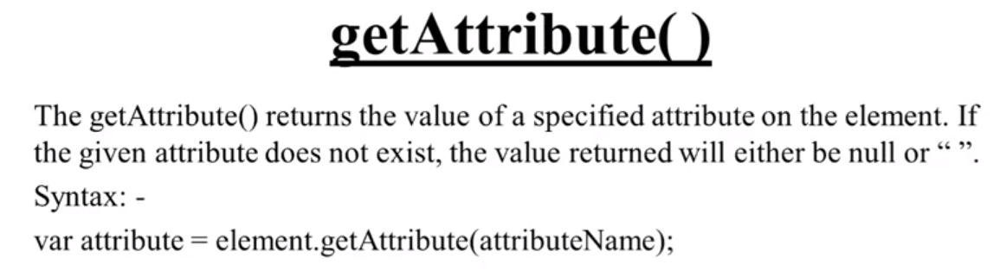 getAttribute( )
The getAttribute() returns the value of a specified attribute on the element. If
the given attribute does not exist, the value returned will either be null or “ ”.
Syntax: -
var attribute = element.getAttribute(attributeName);